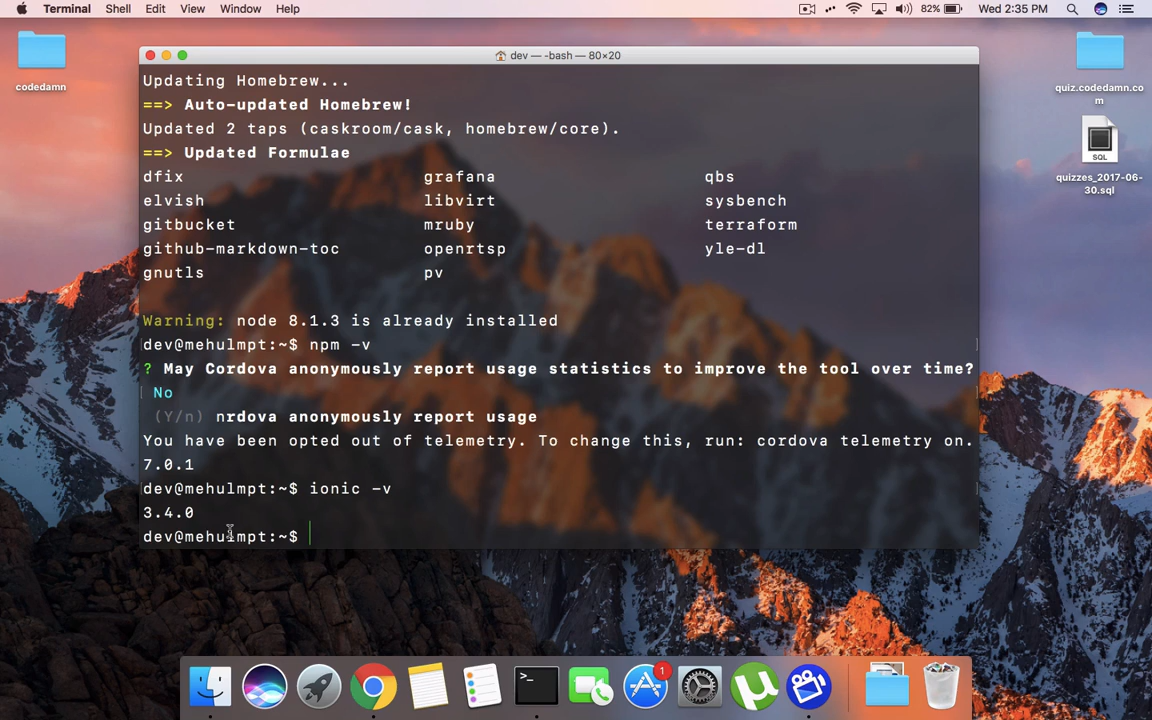 Terminal Shell Edit View Window Help 82% Wed 2:35 PM
codedamn
quiz.codedamn.co
m
SQL
quizzes_2017-06-
30.sql
dev — -bash — 80×20
Updating Homebrew...
==> Auto-updated Homebrew!
Updated 2 taps (caskroom/cask, homebrew/core).
==> Updated Formulae
dfix grafana qbs
elvish libvirt sysbench
gitbucket mruby terraform
github-markdown-toc openrtsp yle-dl
gnutls pv
Warning: node 8.1.3 is already installed
dev@mehulmpt:~$ npm -v
? May Cordova anonymously report usage statistics to improve the tool over time?
No
(Y/n) nrdova anonymously report usage
You have been opted out of telemetry. To change this, run: cordova telemetry on.
7.0.1
dev@mehulmpt:~$ ionic -v
3.4.0
dev@mehulmpt:~$
>_
1